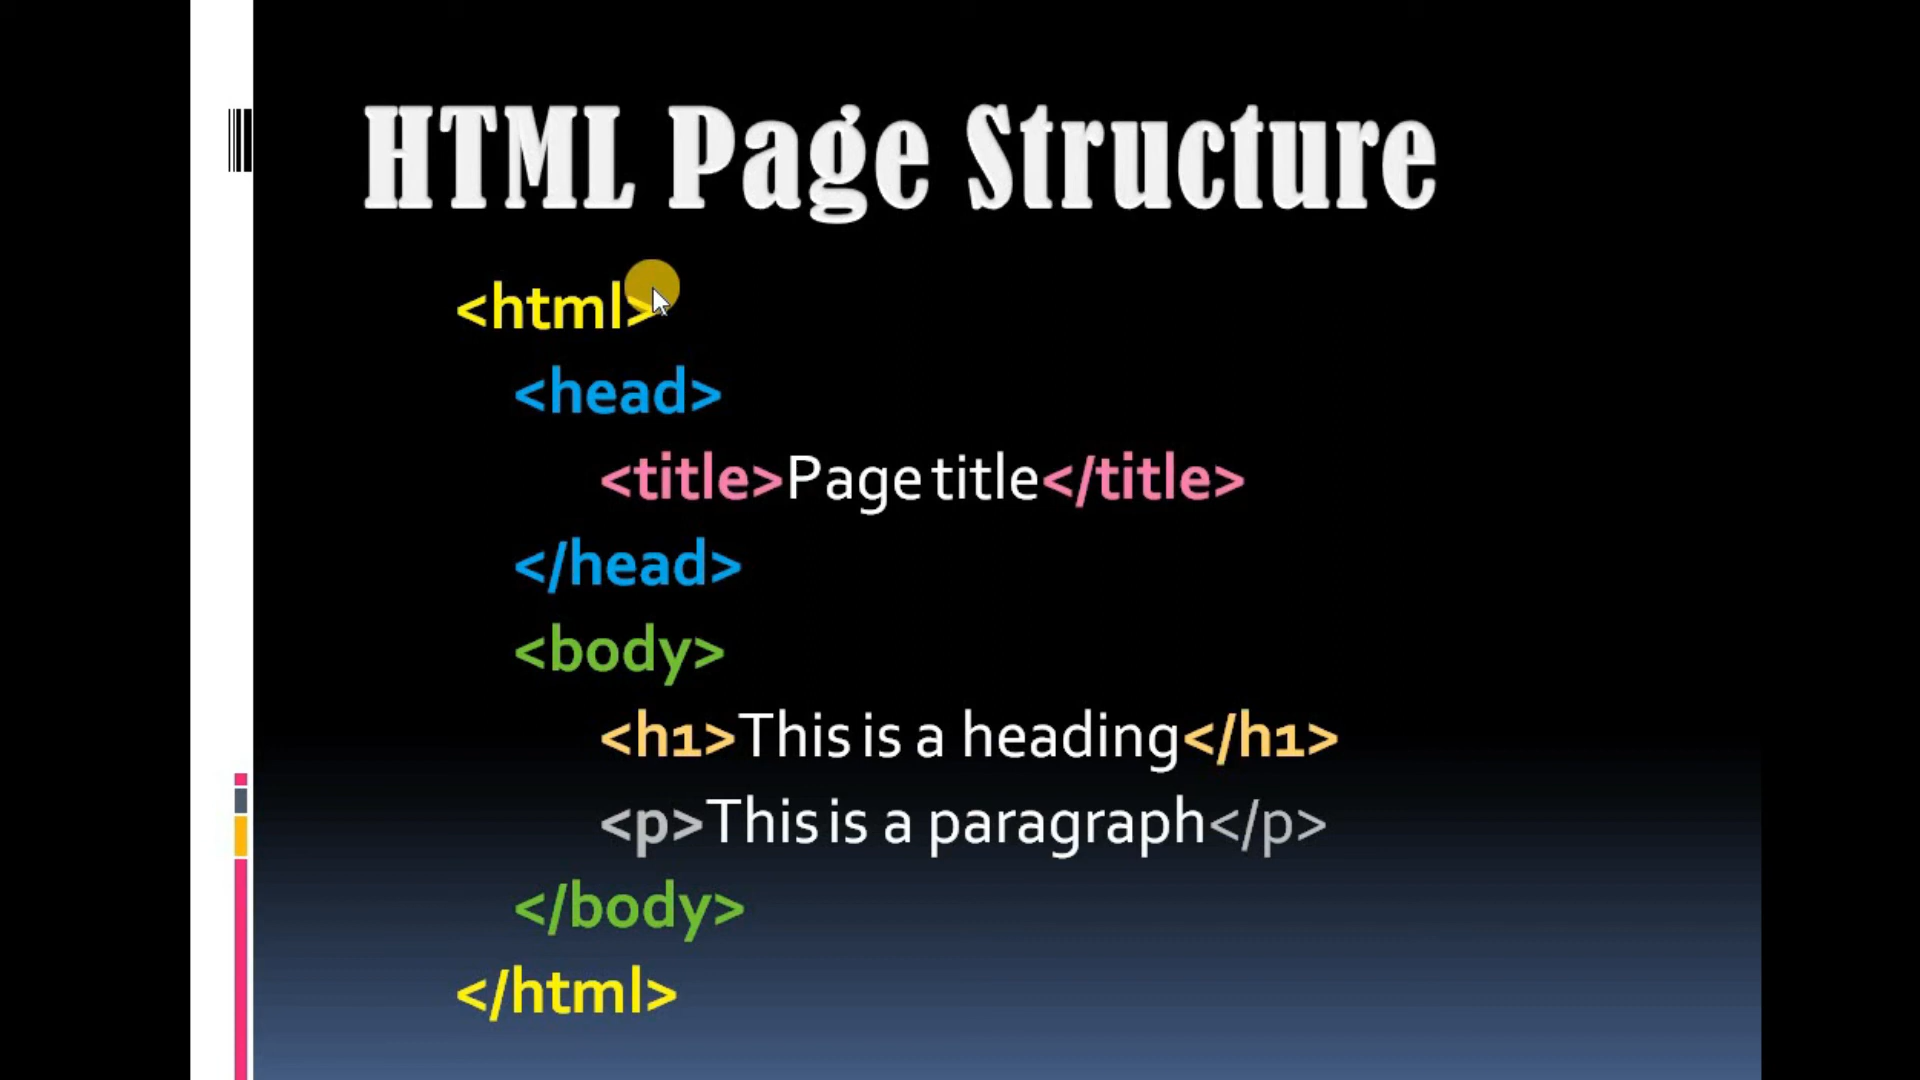 HTML Page Structure
<html>
<head>
<title>Page title</title>
</head>
<body>
<h1>This is a heading</h1>
<p>This is a paragraph</p>
</body>
</html>